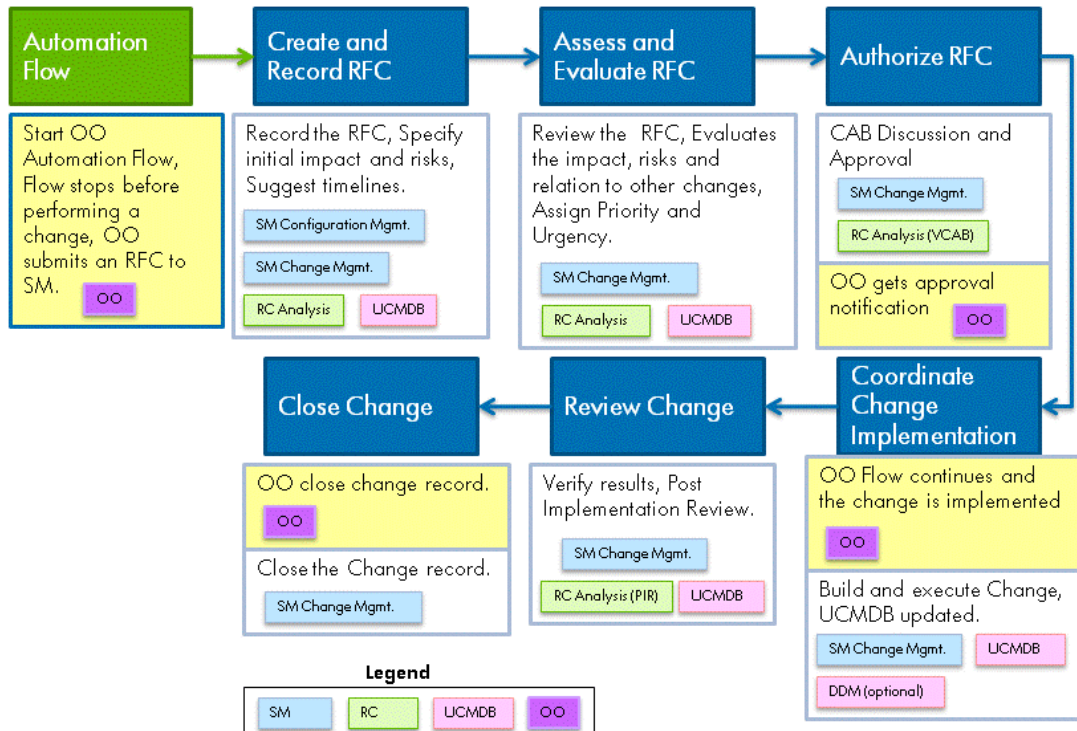 Automation
Flow
Start OO
Automation Flow,
Flow stops before
performing a
change, OO
submits an RFC to
SM.
OO
Create and
Record RFC
Record the RFC, Specify
initial impact and risks,
Suggest timelines.
SM Configuration Mgmt.
SM Change Mgmt.
RC Analysis
UCMDB
Assess and
Evaluate RFC
Review the RFC, Evaluates
the impact, risks and
relation to other changes,
Assign Priority and
Urgency.
SM Change Mgmt.
RC Analysis
UCMDB
Authorize RFC
CAB Discussion and
Approval
SM Change Mgmt.
RC Analysis (VCAB)
OO gets approval
notification
OO
Coordinate
Change
Implementation
OO Flow continues and
the change is implemented
OO
Build and execute Change,
UCMDB updated.
SM Change Mgmt.
UCMDB
DDM (optional)
Review Change
Verify results, Post
Implementation Review.
SM Change Mgmt.
RC Analysis (PIR)
UCMDB
Close Change
OO close change record.
OO
Close the Change record.
SM Change Mgmt.
Legend
SM
RC
UCMDB
OO